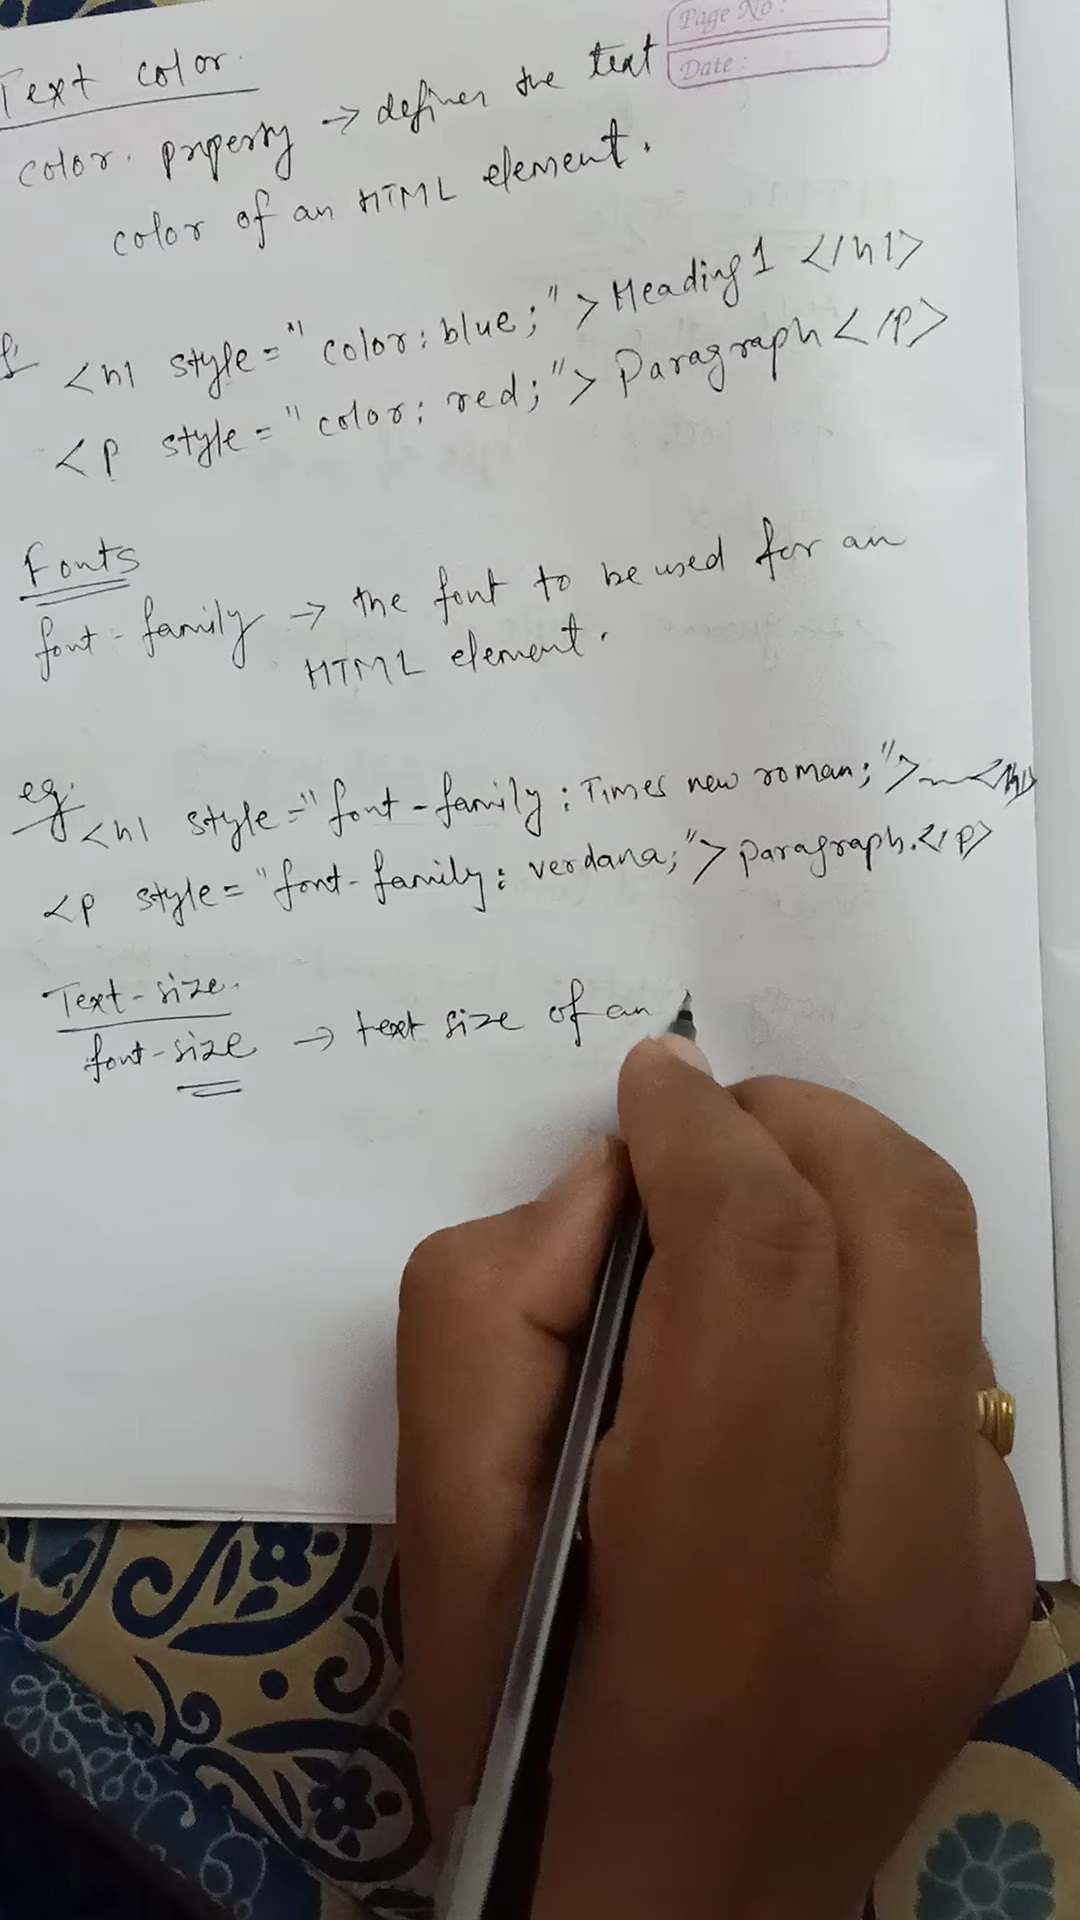 Page No :
Date :
Text color.
color. property → defines the text
color of an HTML element.
<h1 style="color: blue;">Heading 1 </h1>
<p style="color: red;">Paragraph</p>
Fonts
font-family → the font to be used for an
HTML element.
eg.
<h1 style="font-family: Times new roman;"> </h1>
<p style="font-family: verdana;">paragraph.</p>
Text-size.
font-size → text size of an